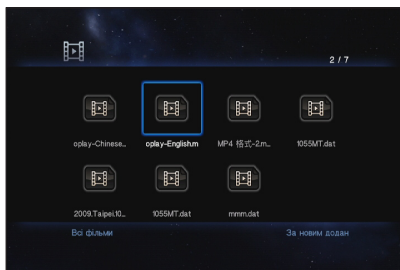 2 / 7
oplay-Chinese... oplay-English.m MP4 格式-2.m... 1055MT.dat
2009.Taipei.10... 1055MT.dat mmm.dat
Всі фільми За новим додан